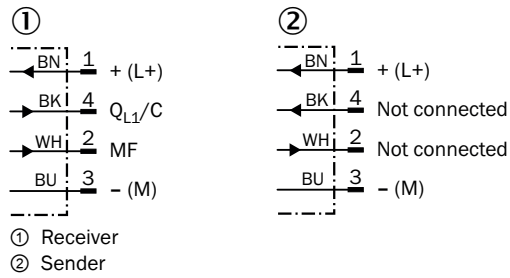 ① ②
BN 1 + (L+) BN 1 + (L+)
BK 4 QL1/C BK 4 Not connected
WH 2 MF WH 2 Not connected
BU 3 – (M) BU 3 – (M)
① Receiver
② Sender